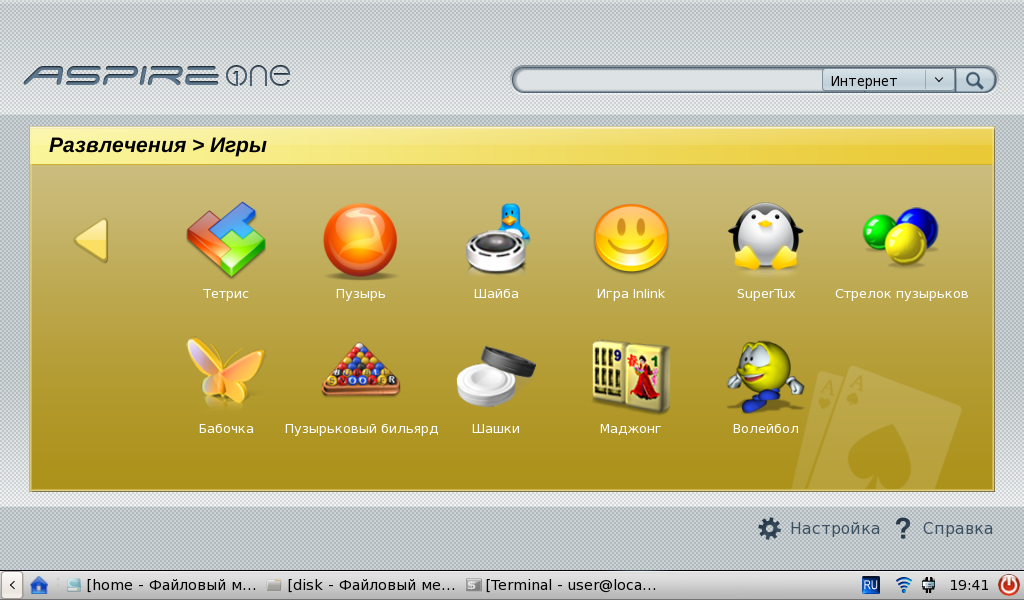 ASPIRE one
Интернет
Развлечения > Игры
Тетрис
Пузырь
Шайба
Игра Inlink
SuperTux
Стрелок пузырьков
Бабочка
Пузырьковый бильярд
Шашки
Маджонг
Волейбол
Настройка
Справка
[home - Файловый м...
[disk - Файловый ме...
[Terminal - user@loca...
RU
19:41